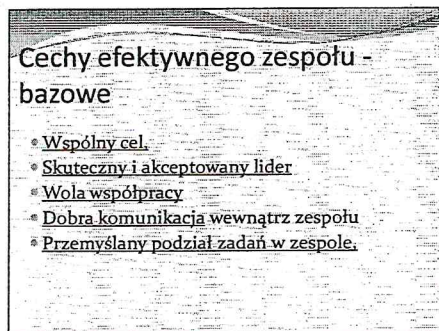 Cechy efektywnego zespołu -
bazowe
Wspólny cel,
Skuteczny i akceptowany lider
Wola współpracy
Dobra komunikacja wewnątrz zespołu
Przemyślany podział zadań w zespole,